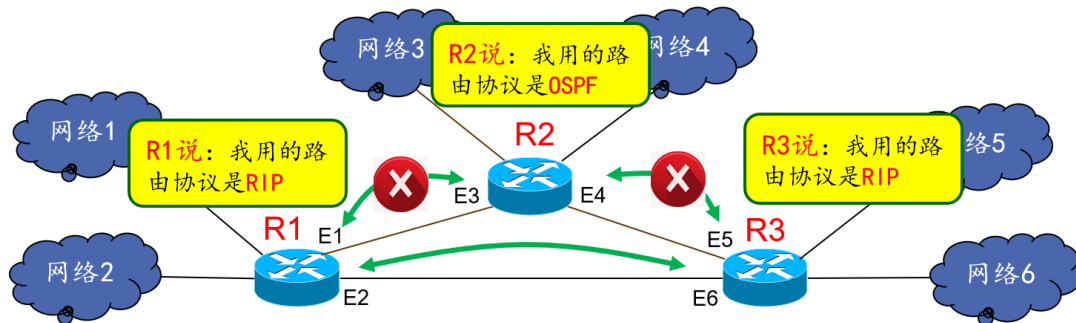 网络3
R2说：我用的路
由协议是OSPF
网络4
网络1
R1说：我用的路
由协议是RIP
R2
R3说：我用的路
由协议是RIP
络5
E3
E4
R1
E1
E5
R3
网络2
E2
E6
网络6